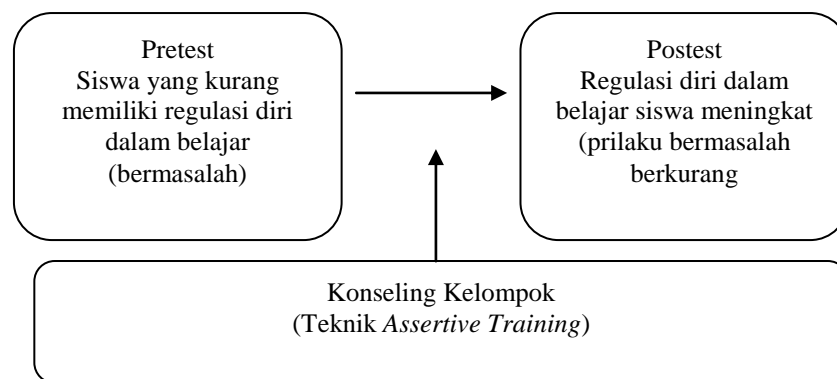 Pretest
Siswa yang kurang
memiliki regulasi diri
dalam belajar
(bermasalah)
Postest
Regulasi diri dalam
belajar siswa meningkat
(prilaku bermasalah
berkurang
Konseling Kelompok
(Teknik Assertive Training)